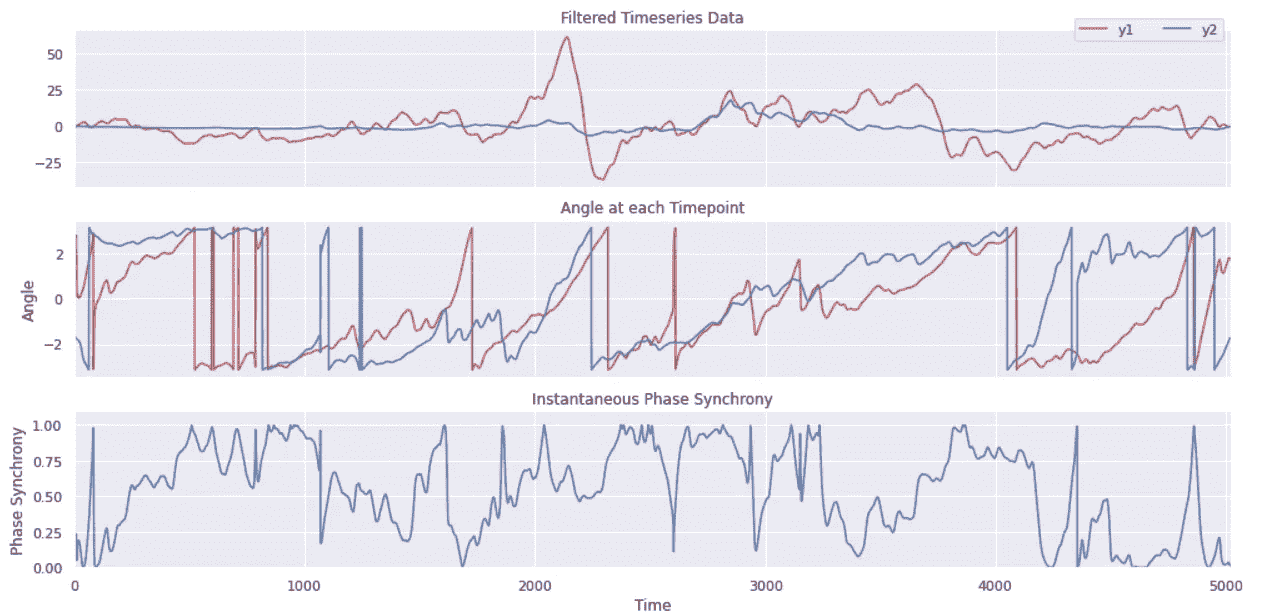 Filtered Timeseries Data
y1 y2
50
25
0
−25
Angle at each Timepoint
2
0
−2
Angle
Instantaneous Phase Synchrony
1.00
0.75
0.50
0.25
0.00
Phase Synchrony
0 1000 2000 3000 4000 5000
Time